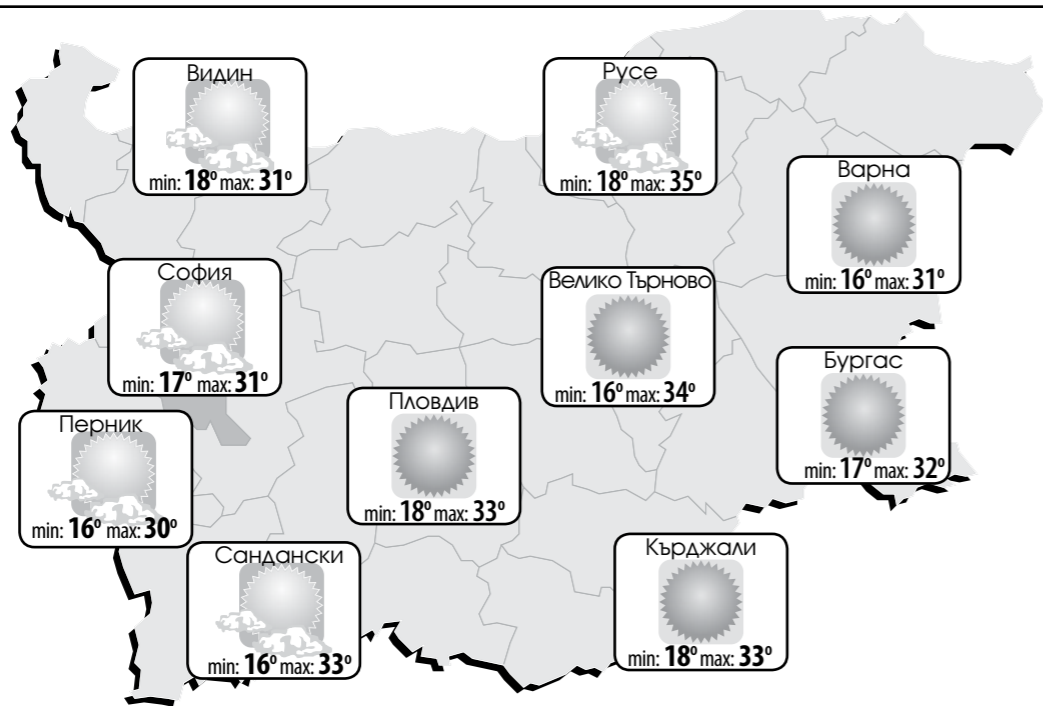 Видин
min: 18° max: 31°
Русе
min: 18° max: 35°
Варна
min: 16° max: 31°
София
min: 17° max: 31°
Велико Търново
min: 16° max: 34°
Бургас
min: 17° max: 32°
Пловдив
min: 18° max: 33°
Перник
min: 16° max: 30°
Сандански
min: 16° max: 33°
Кърджали
min: 18° max: 33°